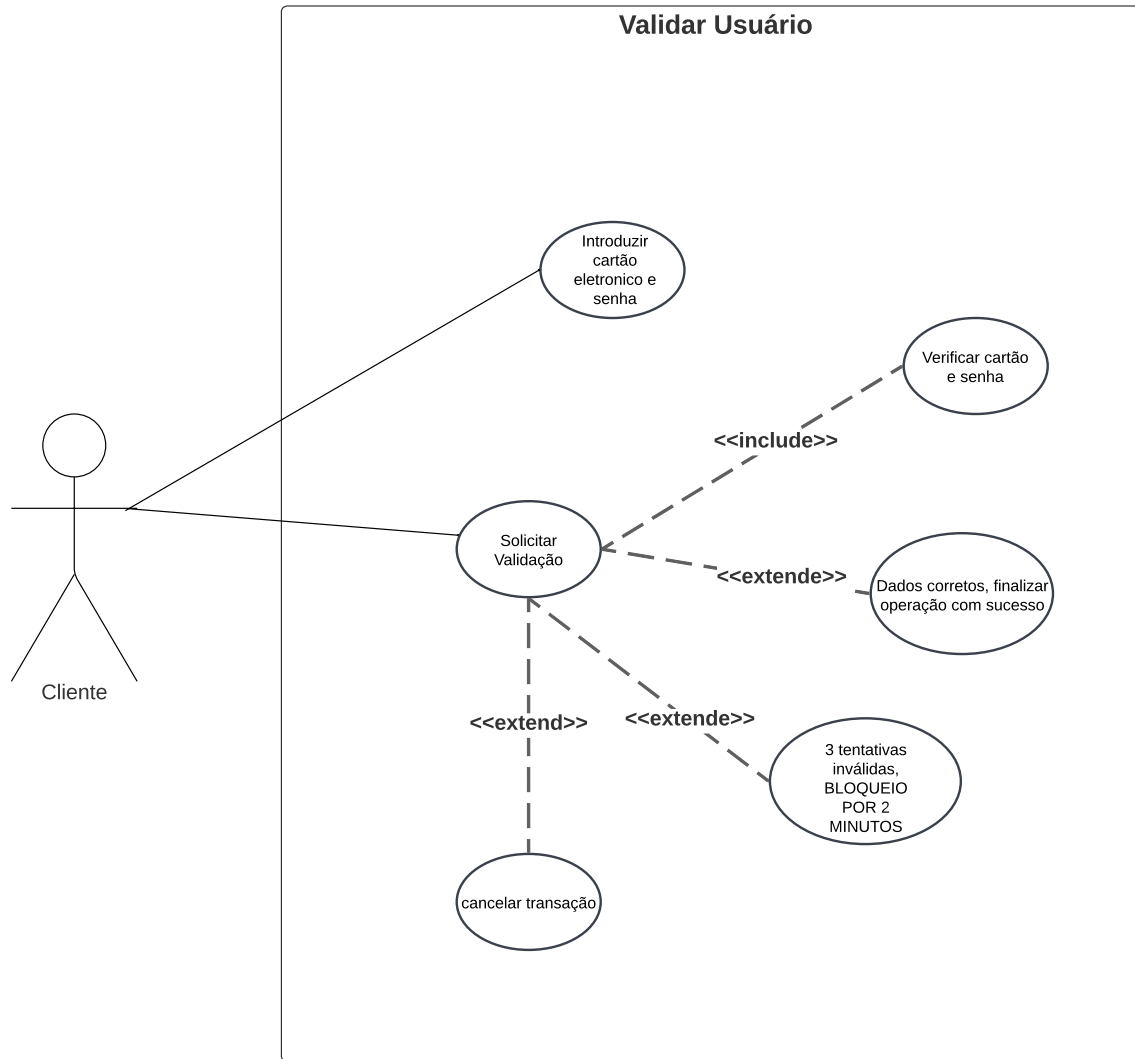 Validar Usuário
Introduzir
cartão
eletronico e
senha
Verificar cartão
e senha
<<include>>
Solicitar
Validação
<<extende>>
Dados corretos, finalizar
operação com sucesso
Cliente
<<extend>>
<<extende>>
3 tentativas
inválidas,
BLOQUEIO
POR 2
MINUTOS
cancelar transação